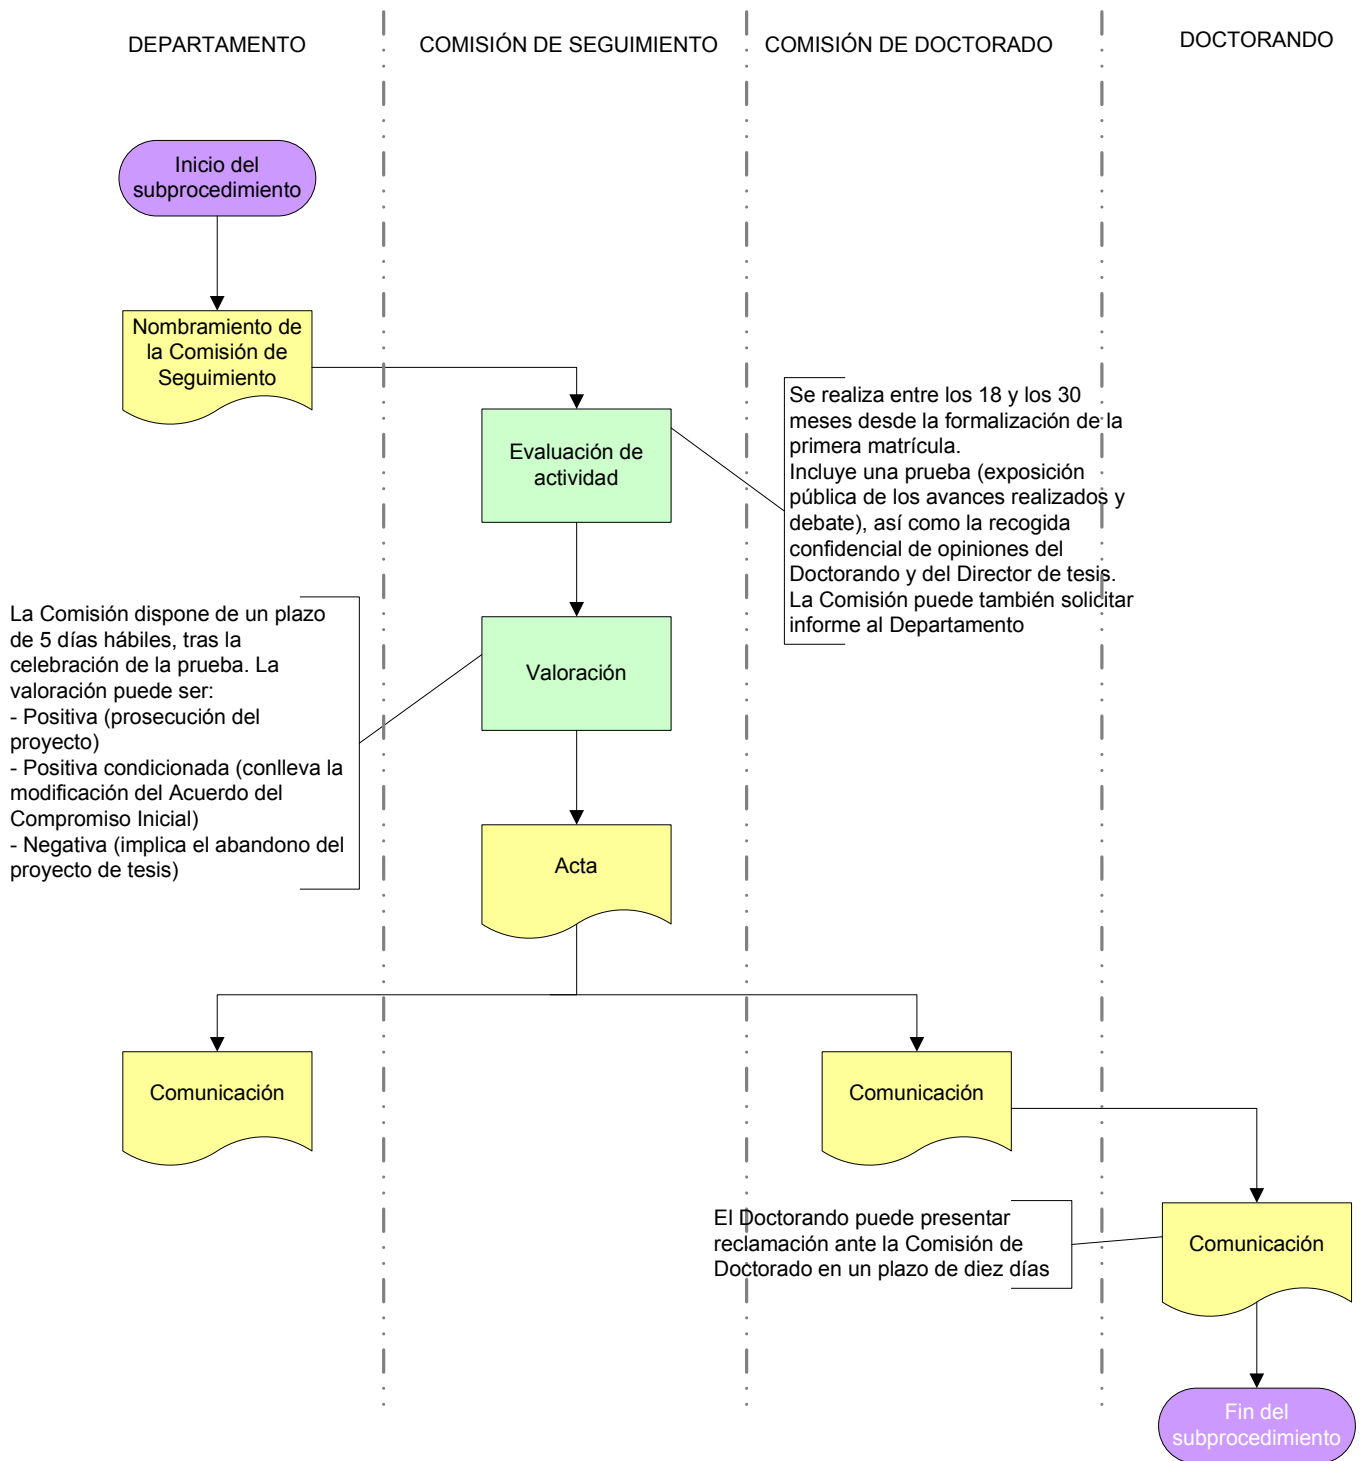 DEPARTAMENTO
COMISIÓN DE SEGUIMIENTO
COMISIÓN DE DOCTORADO
DOCTORANDO
Inicio del
subprocedimiento
Nombramiento de
la Comisión de
Seguimiento
Evaluación de
actividad
Se realiza entre los 18 y los 30
meses desde la formalización de la
primera matrícula.
Incluye una prueba (exposición
pública de los avances realizados y
debate), así como la recogida
confidencial de opiniones del
Doctorando y del Director de tesis.
La Comisión puede también solicitar
informe al Departamento
La Comisión dispone de un plazo
de 5 días hábiles, tras la
celebración de la prueba. La
valoración puede ser:
- Positiva (prosecución del
proyecto)
- Positiva condicionada (conlleva la
modificación del Acuerdo del
Compromiso Inicial)
- Negativa (implica el abandono del
proyecto de tesis)
Valoración
Acta
Comunicación
Comunicación
El Doctorando puede presentar
reclamación ante la Comisión de
Doctorado en un plazo de diez días
Comunicación
Fin del
subprocedimiento